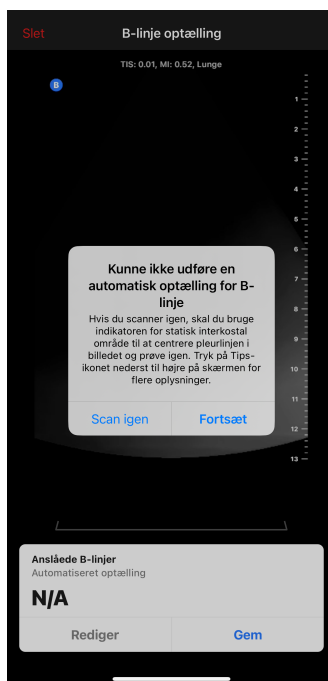 Slet
B-linje optælling
TIS: 0.01, MI: 0.52, Lunge
B
1
2
3
4
5
6
Kunne ikke udføre en
automatisk optælling for B-
linje
Hvis du scanner igen, skal du bruge
indikatoren for statisk interkostal
område til at centrere pleurlinjen i
billedet og prøve igen. Tryk på Tips-
ikonet nederst til højre på skærmen for
flere oplysninger.
Scan igen
Fortsæt
7
8
9
10
11
12
13
Anslåede B-linjer
Automatiseret optælling
N/A
Rediger
Gem